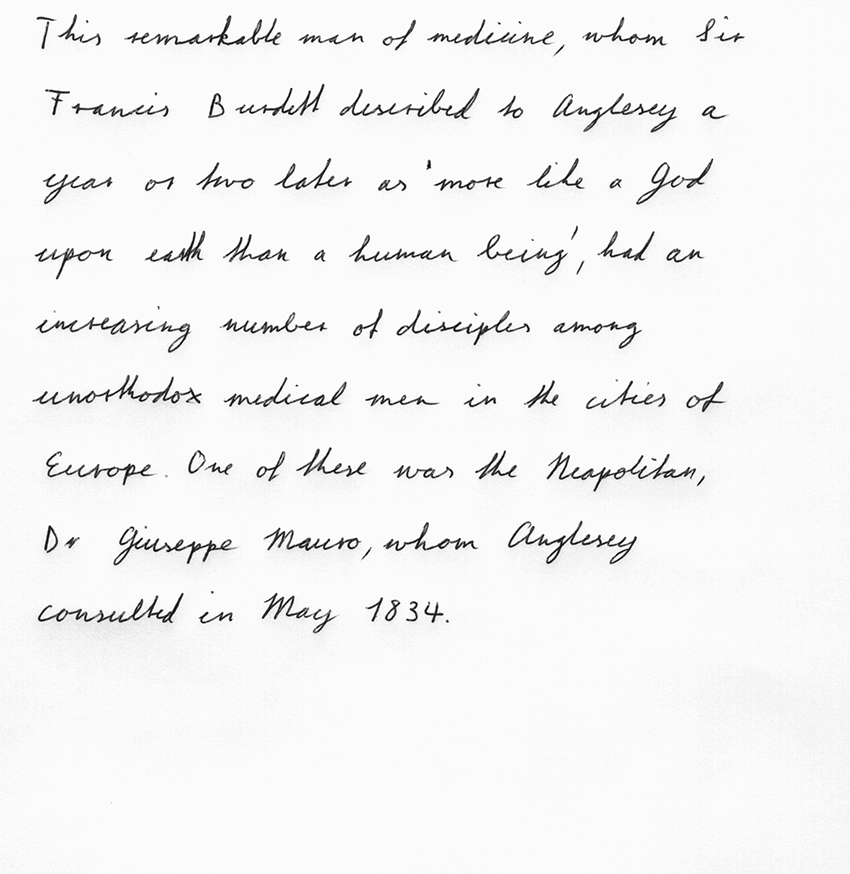 This remarkable man of medicine, whom Sir
Francis Burdett described to Anglesey a
year or two later as 'more like a God
upon earth than a human being', had an
increasing number of disciples among
unorthodox medical men in the cities of
Europe. One of these was the Neapolitan,
Dr Giuseppe Mauro, whom Anglesey
consulted in May 1834.